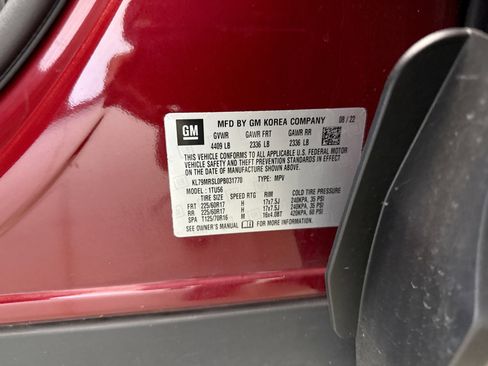 GM
MFD BY GM KOREA COMPANY 08 / 22
GVWR GAWR FRT GAWR RR
4409 LB 2336 LB 2336 LB
THIS VEHICLE CONFORMS TO ALL APPLICABLE U.S. FEDERAL MOTOR
VEHICLE SAFETY AND THEFT PREVENTION STANDARDS IN EFFECT
ON THE DATE OF MANUFACTURE SHOWN ABOVE.
KL79MRSL0PB031770 TYPE: MPV
MODEL: 1TU56
TIRE SIZE SPEED RIM COLD TIRE PRESSURE
FRT 225/60R17 H 17x7.5J 240KPA, 35 PSI
RR 225/60R17 H 17x7.5J 240KPA, 35 PSI
SPA T125/70R16 M 16x4.0BT 420KPA, 60 PSI
SEE OWNER'S MANUAL FOR MORE INFORMATION.